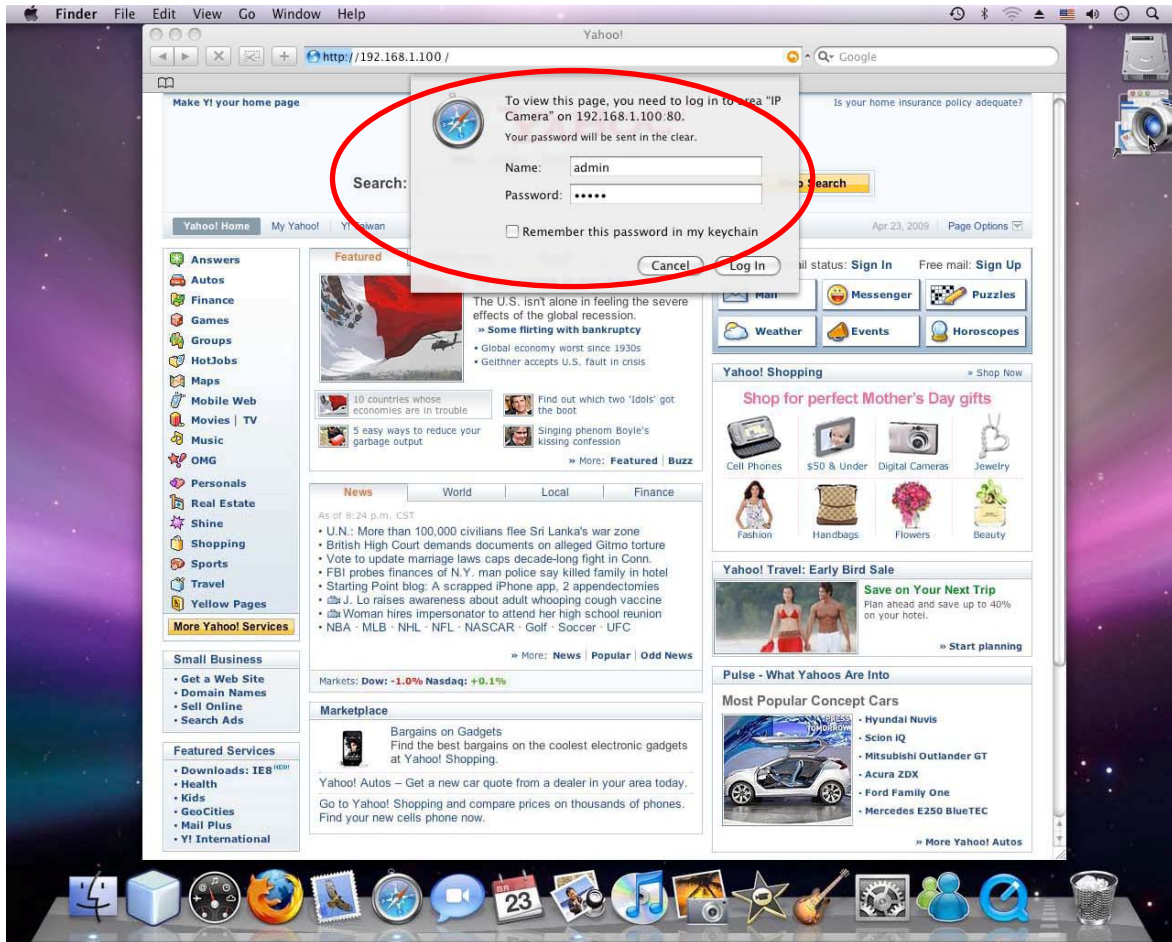 Finder File Edit View Go Window Help
Yahoo!
http://192.168.1.100 /
Google
Make Y! your home page
Is your home insurance policy adequate?
To view this page, you need to log in to area "IP
Camera" on 192.168.1.100:80.
Your password will be sent in the clear.
Name: admin
Password: •••••
Remember this password in my keychain
Cancel Log In
Search:
Search
Yahoo! Home My Yahoo! Y! Taiwan
Apr 23, 2009 Page Options
Answers
Autos
Finance
Games
Groups
HotJobs
Maps
Mobile Web
Movies | TV
Music
OMG
Personals
Real Estate
Shine
Shopping
Sports
Travel
Yellow Pages
More Yahoo! Services
Small Business
• Get a Web Site
• Domain Names
• Sell Online
• Search Ads
Featured Services
• Downloads: IE8 NEW!
• Health
• Kids
• GeoCities
• Mail Plus
• Y! International
Featured
The U.S. isn't alone in feeling the severe
effects of the global recession.
» Some flirting with bankruptcy
• Global economy worst since 1930s
• Geithner accepts U.S. fault in crisis
10 countries whose
economies are in trouble
Find out which two 'Idols' got
the boot
5 easy ways to reduce your
garbage output
Singing phenom Boyle's
kissing confession
» More: Featured | Buzz
News World Local Finance
As of 8:24 p.m. CST
• U.N.: More than 100,000 civilians flee Sri Lanka's war zone
• British High Court demands documents on alleged Gitmo torture
• Vote to update marriage laws caps decade-long fight in Conn.
• FBI probes finances of N.Y. man police say killed family in hotel
• Starting Point blog: A scrapped iPhone app, 2 appendectomies
• J. Lo raises awareness about adult whooping cough vaccine
• Woman hires impersonator to attend her high school reunion
• NBA · MLB · NHL · NFL · NASCAR · Golf · Soccer · UFC
» More: News | Popular | Odd News
Markets: Dow: -1.0% Nasdaq: +0.1%
Marketplace
Bargains on Gadgets
Find the best bargains on the coolest electronic gadgets
at Yahoo! Shopping.
Yahoo! Autos – Get a new car quote from a dealer in your area today.
Go to Yahoo! Shopping and compare prices on thousands of phones.
Find your new cells phone now.
status: Sign In Free mail: Sign Up
Mail Messenger Puzzles
Weather Events Horoscopes
Yahoo! Shopping » Shop Now
Shop for perfect Mother's Day gifts
Cell Phones $50 & Under Digital Cameras Jewelry
Fashion Handbags Flowers Beauty
Yahoo! Travel: Early Bird Sale
Save on Your Next Trip
Plan ahead and save up to 40%
on your hotel.
» Start planning
Pulse - What Yahoos Are Into
Most Popular Concept Cars
• Hyundai Nuvis
• Scion iQ
• Mitsubishi Outlander GT
• Acura ZDX
• Ford Family One
• Mercedes E250 BlueTEC
» More Yahoo! Autos
23